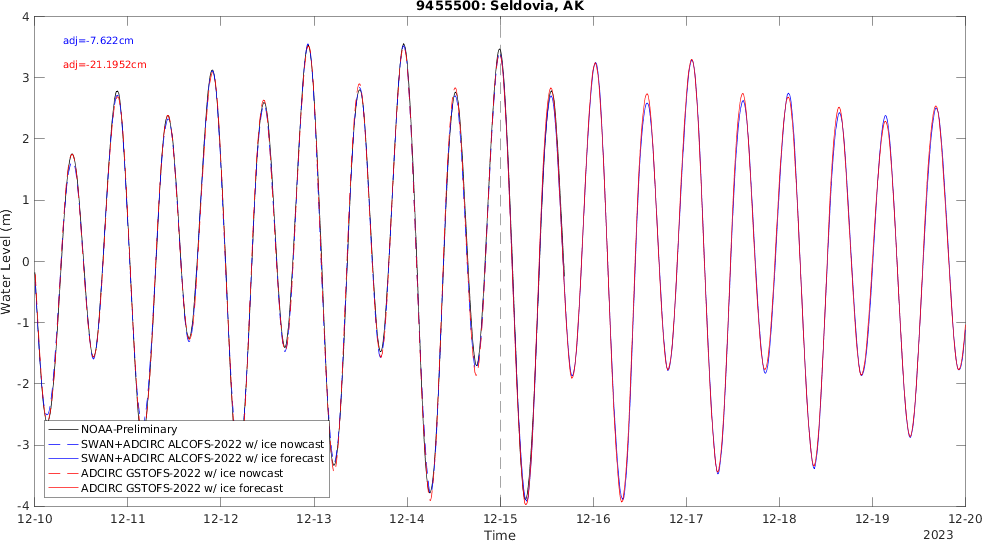 9455500: Seldovia, AK
adj=-7.622cm
adj=-21.1952cm
Water Level (m)
4
3
2
1
0
-1
-2
-3
-4
NOAA-Preliminary
SWAN+ADCIRC ALCOFS-2022 w/ ice nowcast
SWAN+ADCIRC ALCOFS-2022 w/ ice forecast
ADCIRC GSTOFS-2022 w/ ice nowcast
ADCIRC GSTOFS-2022 w/ ice forecast
12-10 12-11 12-12 12-13 12-14 12-15 12-16 12-17 12-18 12-19 12-20
Time
2023